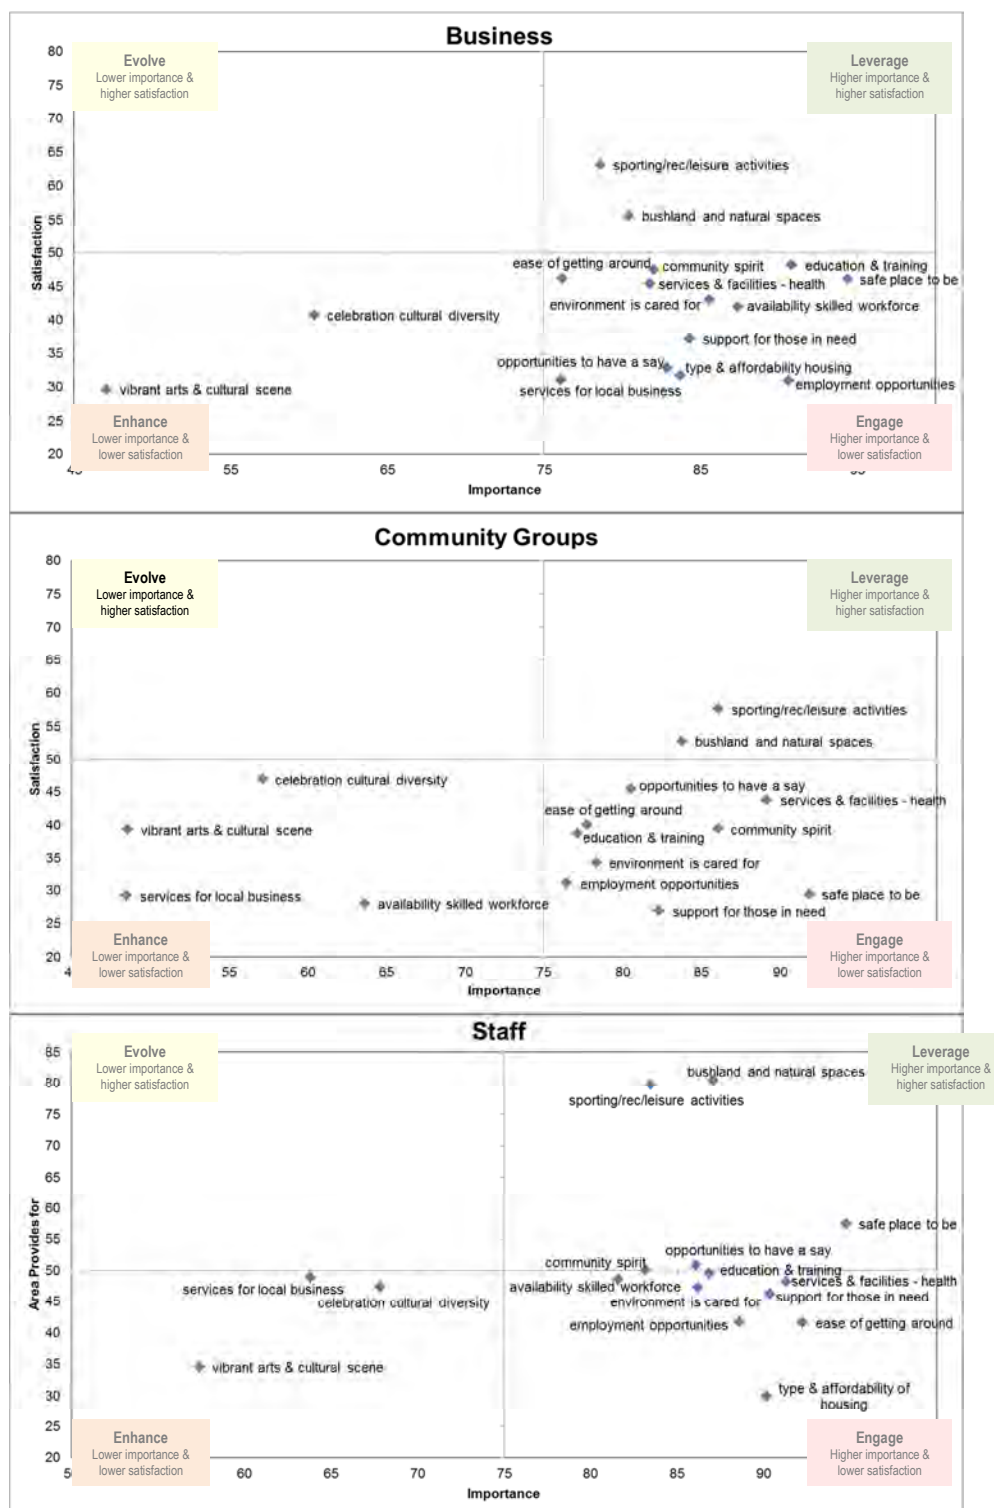 Business
80
75
70
65
60
55
50
45
40
35
30
25
20
Satisfaction
Evolve
Lower importance &
higher satisfaction
Leverage
Higher importance &
higher satisfaction
sporting/rec/leisure activities
bushland and natural spaces
ease of getting around
community spirit
education & training
services & facilities - health
safe place to be
environment is cared for
availability skilled workforce
celebration cultural diversity
support for those in need
opportunities to have a say
type & affordability housing
services for local business
employment opportunities
vibrant arts & cultural scene
Enhance
Lower importance &
lower satisfaction
Engage
Higher importance &
lower satisfaction
45 55 65 75 85 95
Importance
Community Groups
80
75
70
65
60
55
50
45
40
35
30
25
20
Satisfaction
Evolve
Lower importance &
higher satisfaction
Leverage
Higher importance &
higher satisfaction
sporting/rec/leisure activities
bushland and natural spaces
celebration cultural diversity
opportunities to have a say
services & facilities - health
ease of getting around
vibrant arts & cultural scene
education & training
community spirit
environment is cared for
employment opportunities
services for local business
availability skilled workforce
safe place to be
support for those in need
Enhance
Lower importance &
lower satisfaction
Engage
Higher importance &
lower satisfaction
55 60 65 70 75 80 85 90
Importance
Staff
85
80
75
70
65
60
55
50
45
40
35
30
25
20
Area Provides for
Evolve
Lower importance &
higher satisfaction
Leverage
Higher importance &
higher satisfaction
bushland and natural spaces
sporting/rec/leisure activities
safe place to be
opportunities to have a say
community spirit
education & training
services for local business
availability skilled workforce
services & facilities - health
celebration cultural diversity
environment is cared for
support for those in need
employment opportunities
ease of getting around
vibrant arts & cultural scene
type & affordability of
housing
Enhance
Lower importance &
lower satisfaction
Engage
Higher importance &
lower satisfaction
60 65 70 75 80 85 90
Importance